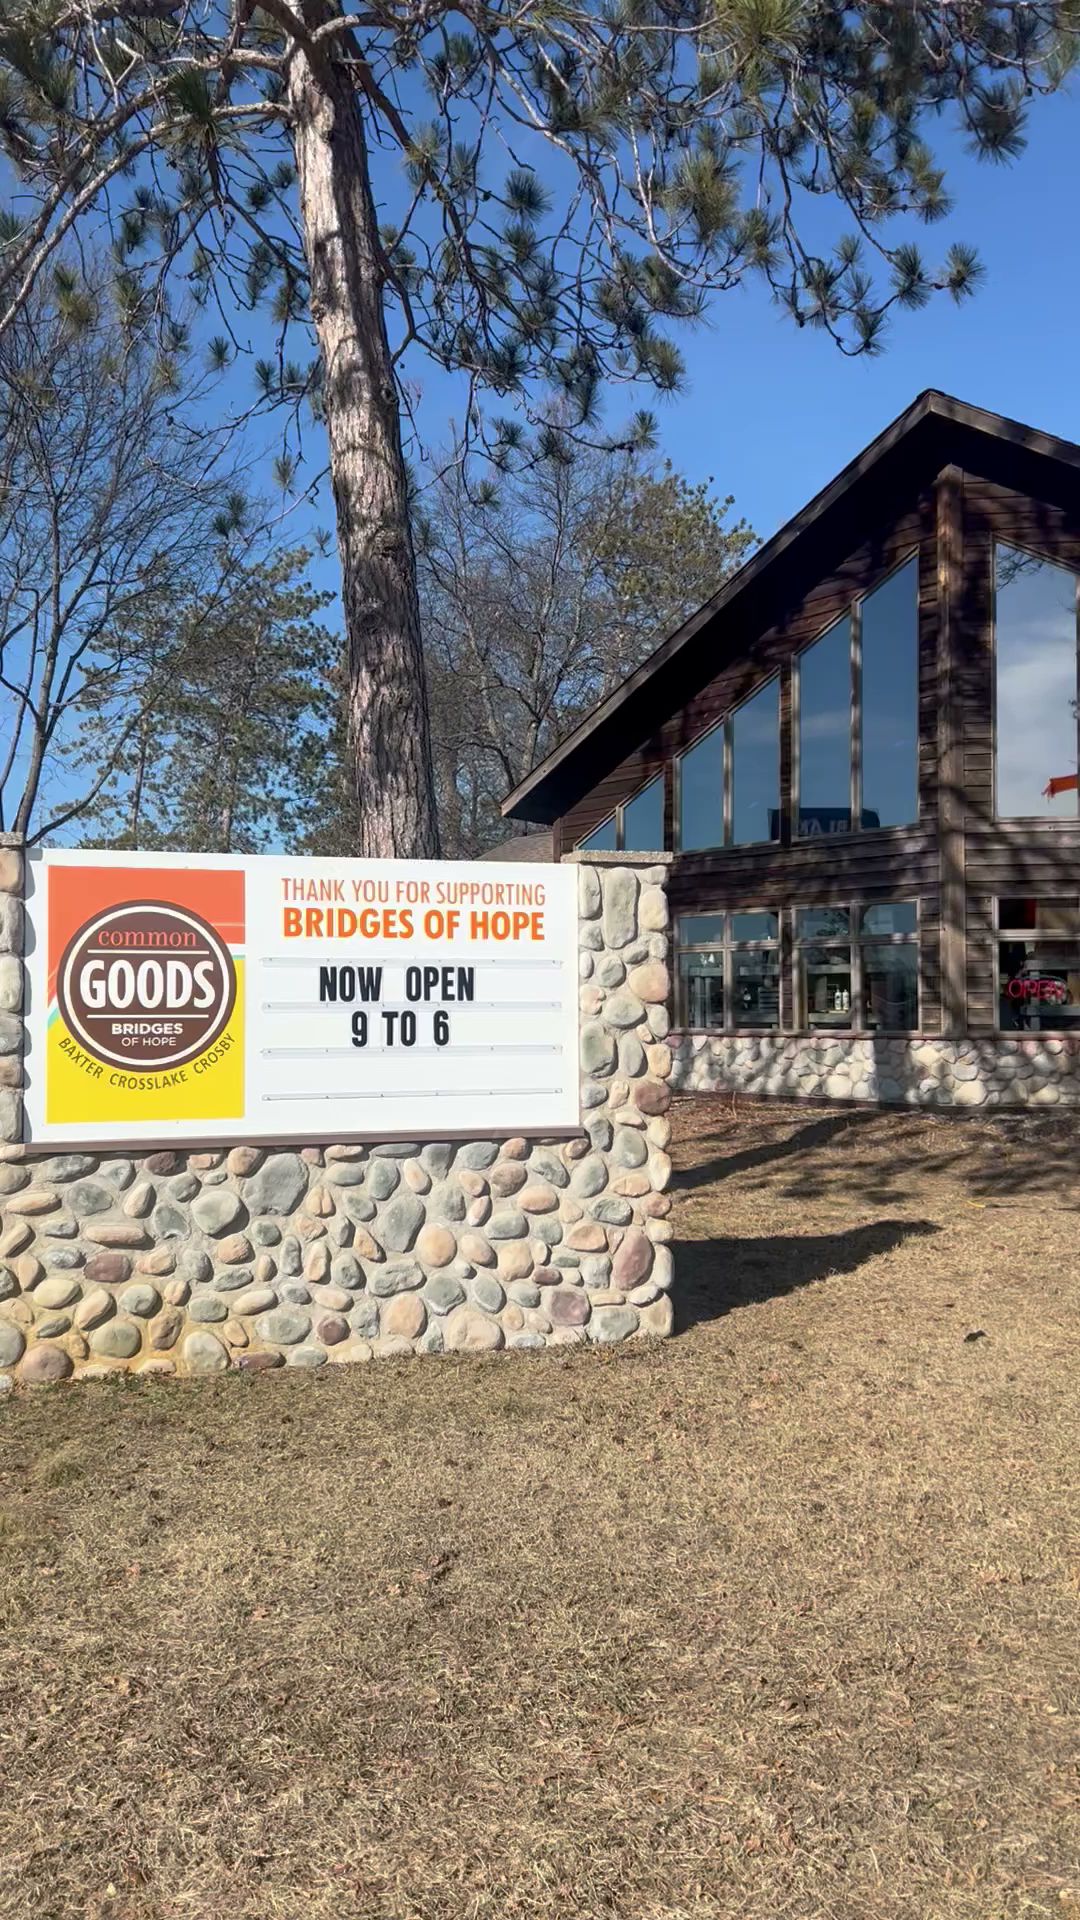 common
GOODS
BRIDGES
OF HOPE
BAXTER CROSSLAKE CROSBY
THANK YOU FOR SUPPORTING
BRIDGES OF HOPE
NOW OPEN
9 TO 6
OPEN